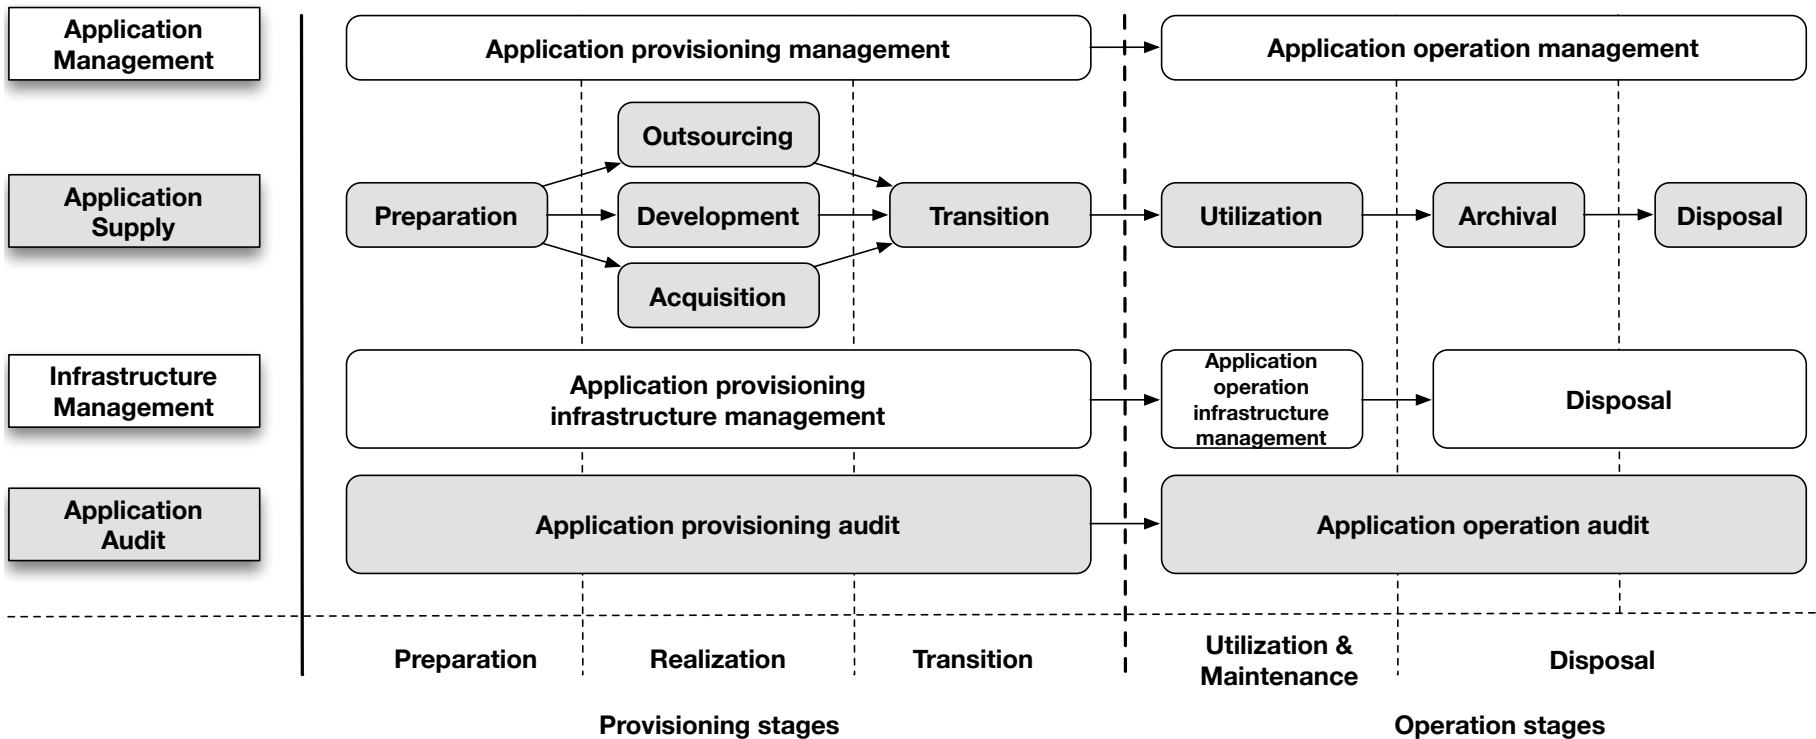 Application
Management
Application provisioning management
Application operation management
Outsourcing
Application
Supply
Preparation
Development
Transition
Utilization
Archival
Disposal
Acquisition
Infrastructure
Management
Application provisioning
infrastructure management
Application
operation
infrastructure
management
Disposal
Application
Audit
Application provisioning audit
Application operation audit
Preparation
Realization
Transition
Utilization &
Maintenance
Disposal
Provisioning stages
Operation stages